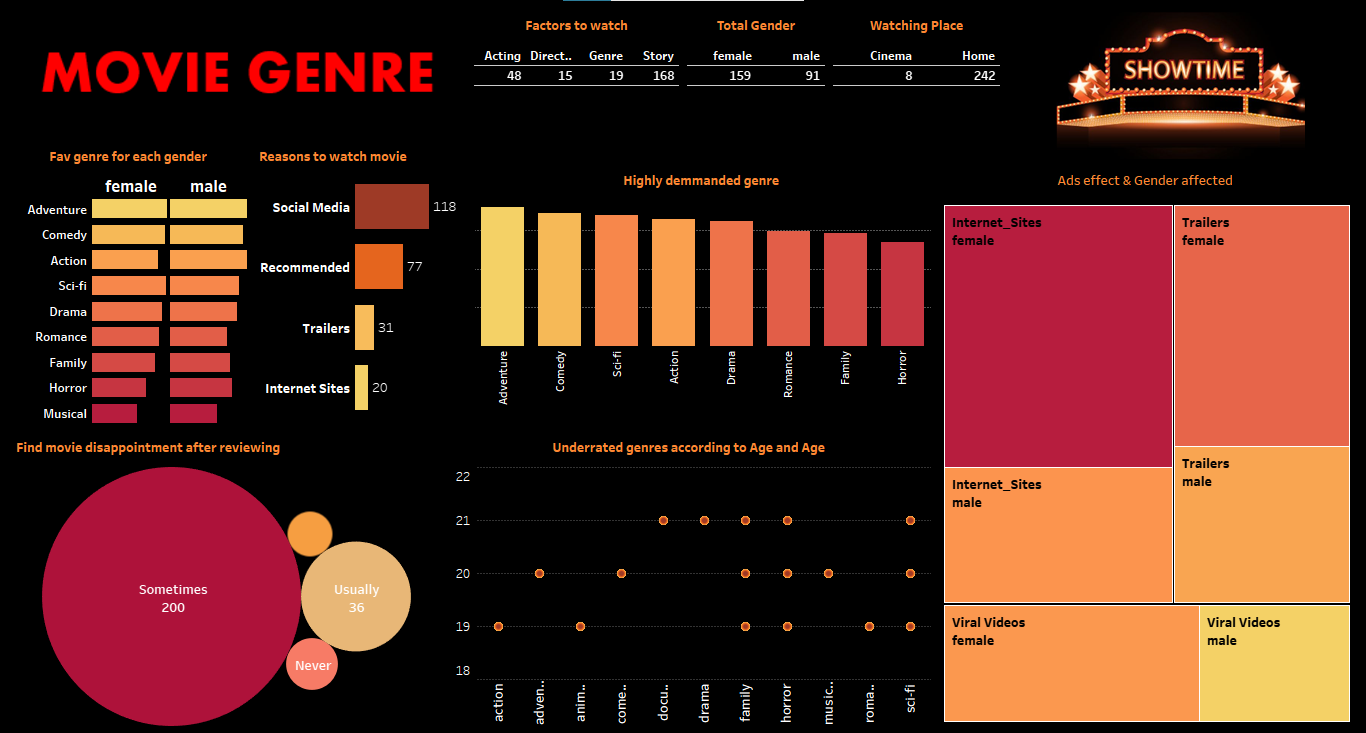 MOVIE GENRE
Factors to watch
Acting Direct.. Genre Story
48 15 19 168
Total Gender
female male
159 91
Watching Place
Cinema Home
8 242
SHOWTIME
Fav genre for each gender
female male
Adventure
Comedy
Action
Sci-fi
Drama
Romance
Family
Horror
Musical
Reasons to watch movie
Social Media 118
Recommended 77
Trailers 31
Internet Sites 20
Highly demmanded genre
Adventure
Comedy
Sci-fi
Action
Drama
Romance
Family
Horror
Ads effect & Gender affected
Internet_Sites
female
Trailers
female
Internet_Sites
male
Trailers
male
Viral Videos
female
Viral Videos
male
Find movie disappointment after reviewing
Sometimes
200
Usually
36
Never
Underrated genres according to Age and Age
22
21
20
19
18
action
adven..
anim..
come..
docu..
drama
family
horror
music..
roma..
sci-fi